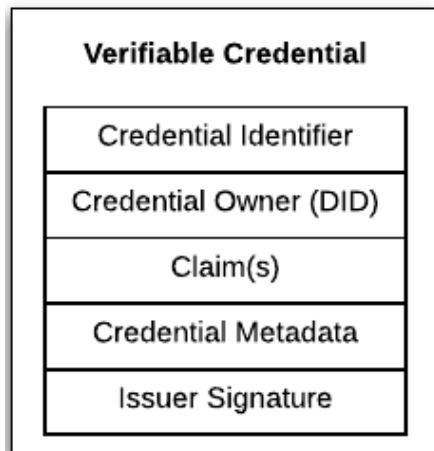 Verifiable Credential
Credential Identifier
Credential Owner (DID)
Claim(s)
Credential Metadata
Issuer Signature